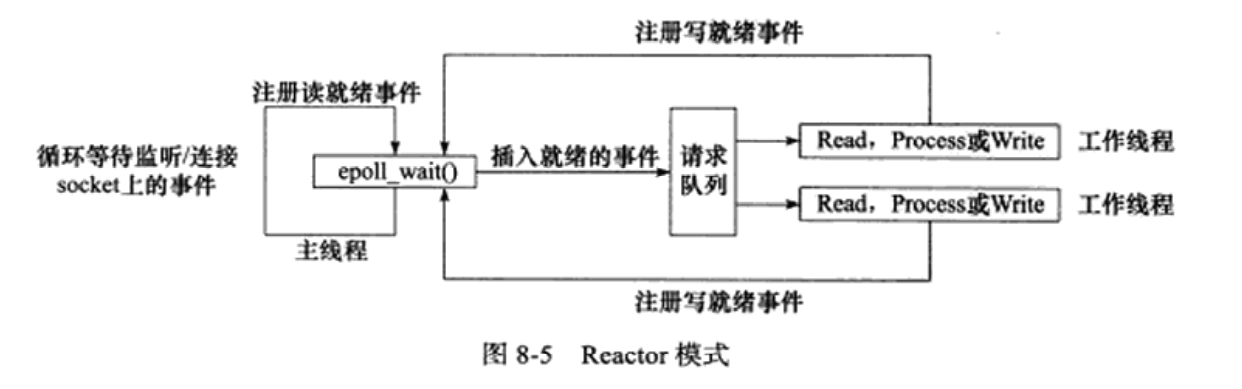 注册写就绪事件
注册读就绪事件
循环等待监听/连接
socket上的事件
epoll_wait()
插入就绪的事件
请求
队列
Read，Process或Write
工作线程
Read，Process或Write
工作线程
主线程
注册写就绪事件
图 8-5 Reactor 模式